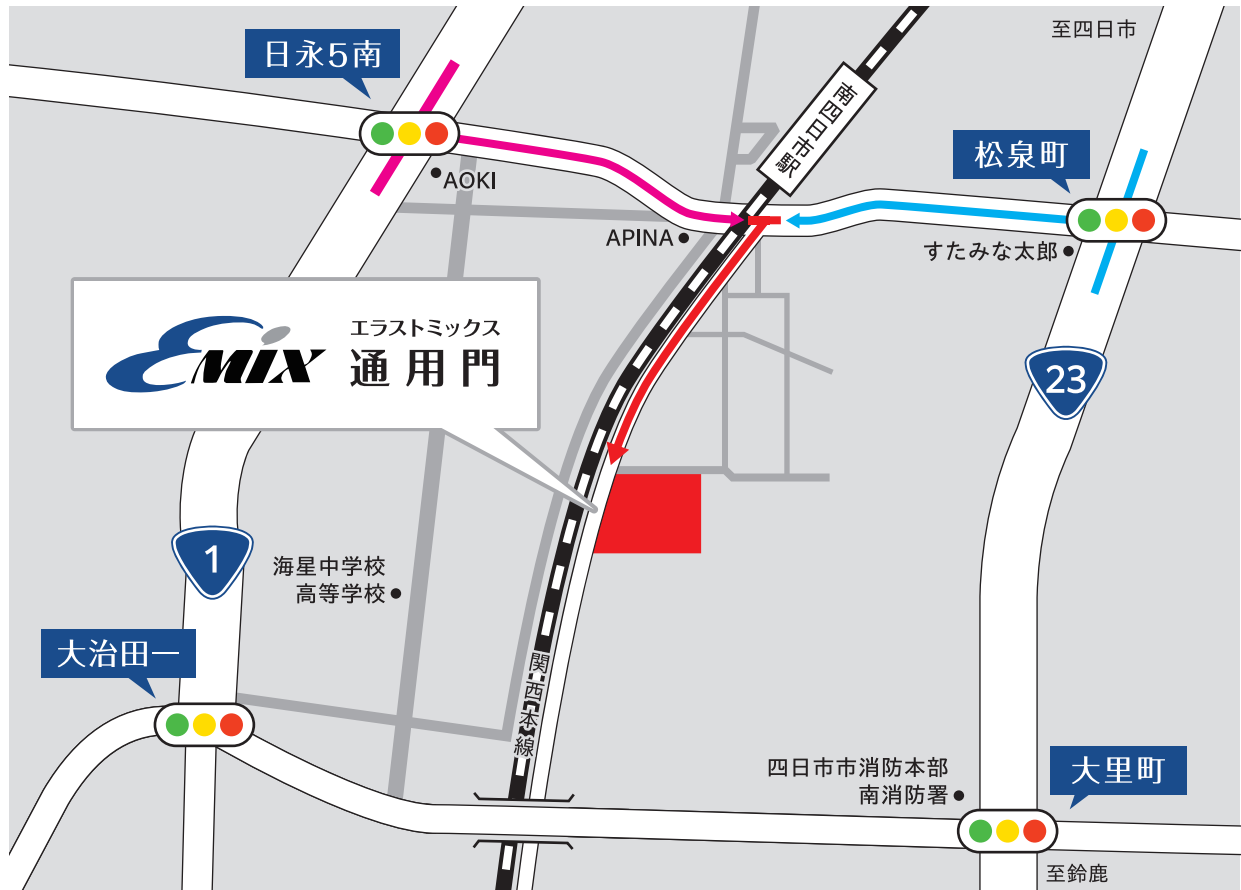 至四日市
日永5南
南四日市駅
松泉町
AOKI
APINA
すたみな太郎
EMiX
エラストミックス
通用門
23
1
海星中学校
高等学校
大治田一
関西本線
四日市市消防本部
南消防署
大里町
至鈴鹿